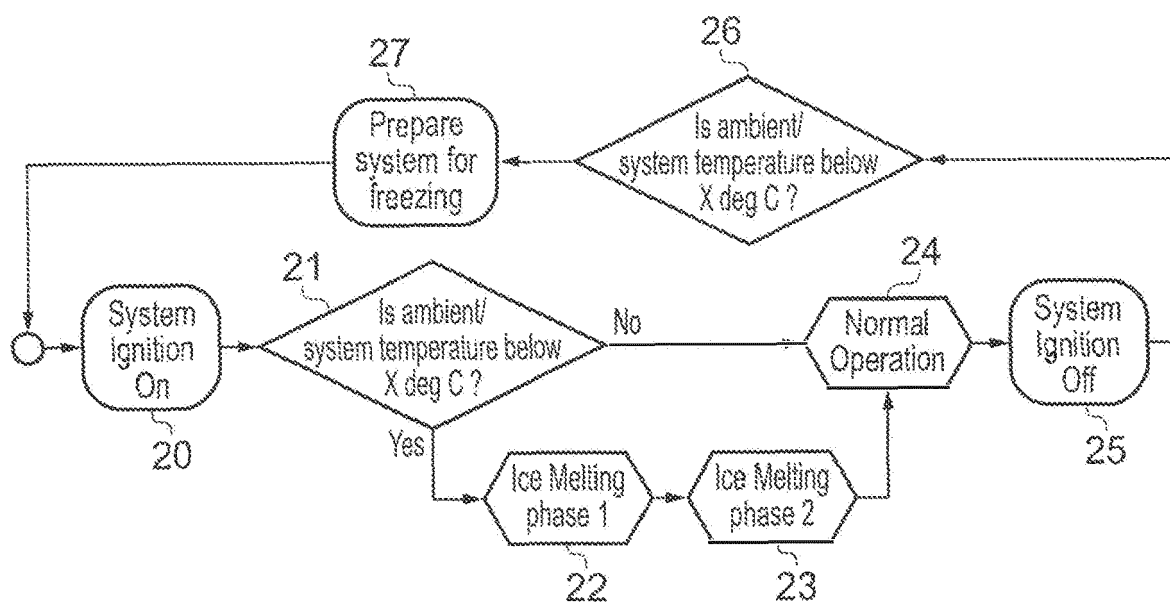 26
27
Is ambient/
system temperature below
X deg C ?
Prepare
system for
freezing
24
21
System
Ignition
On
20
Is ambient/
system temperature below
X deg C ?
No
Yes
Normal
Operation
System
Ignition
Off
25
Ice Melting
phase 1
22
Ice Melting
phase 2
23